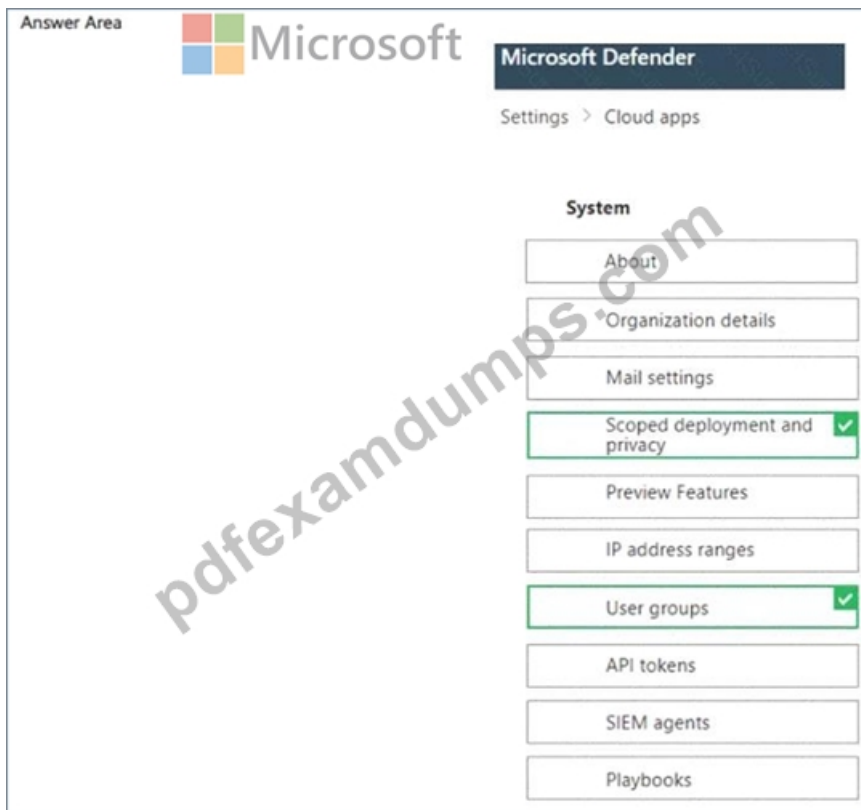 Answer Area
Microsoft
Microsoft Defender
Settings > Cloud apps
System
About
Organization details
Mail settings
Scoped deployment and
privacy
Preview Features
IP address ranges
User groups
API tokens
SIEM agents
Playbooks
pdfexamdumps.com